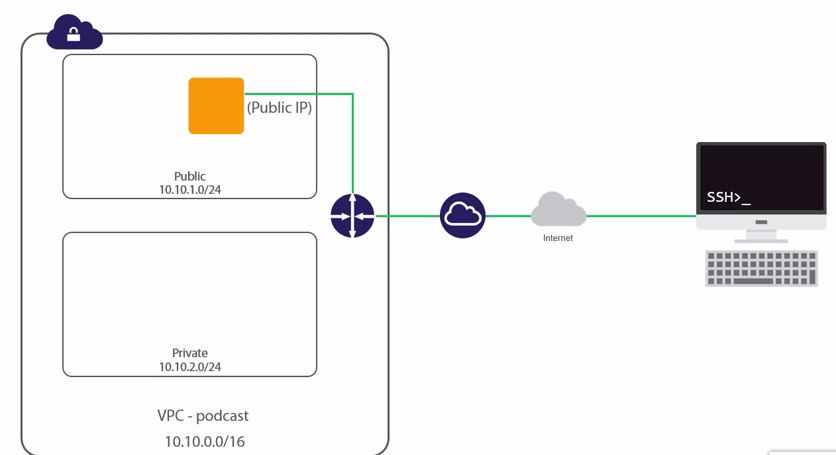 (Public IP)
Public
10.10.1.0/24
SSH>_
Internet
Private
10.10.2.0/24
VPC - podcast
10.10.0.0/16